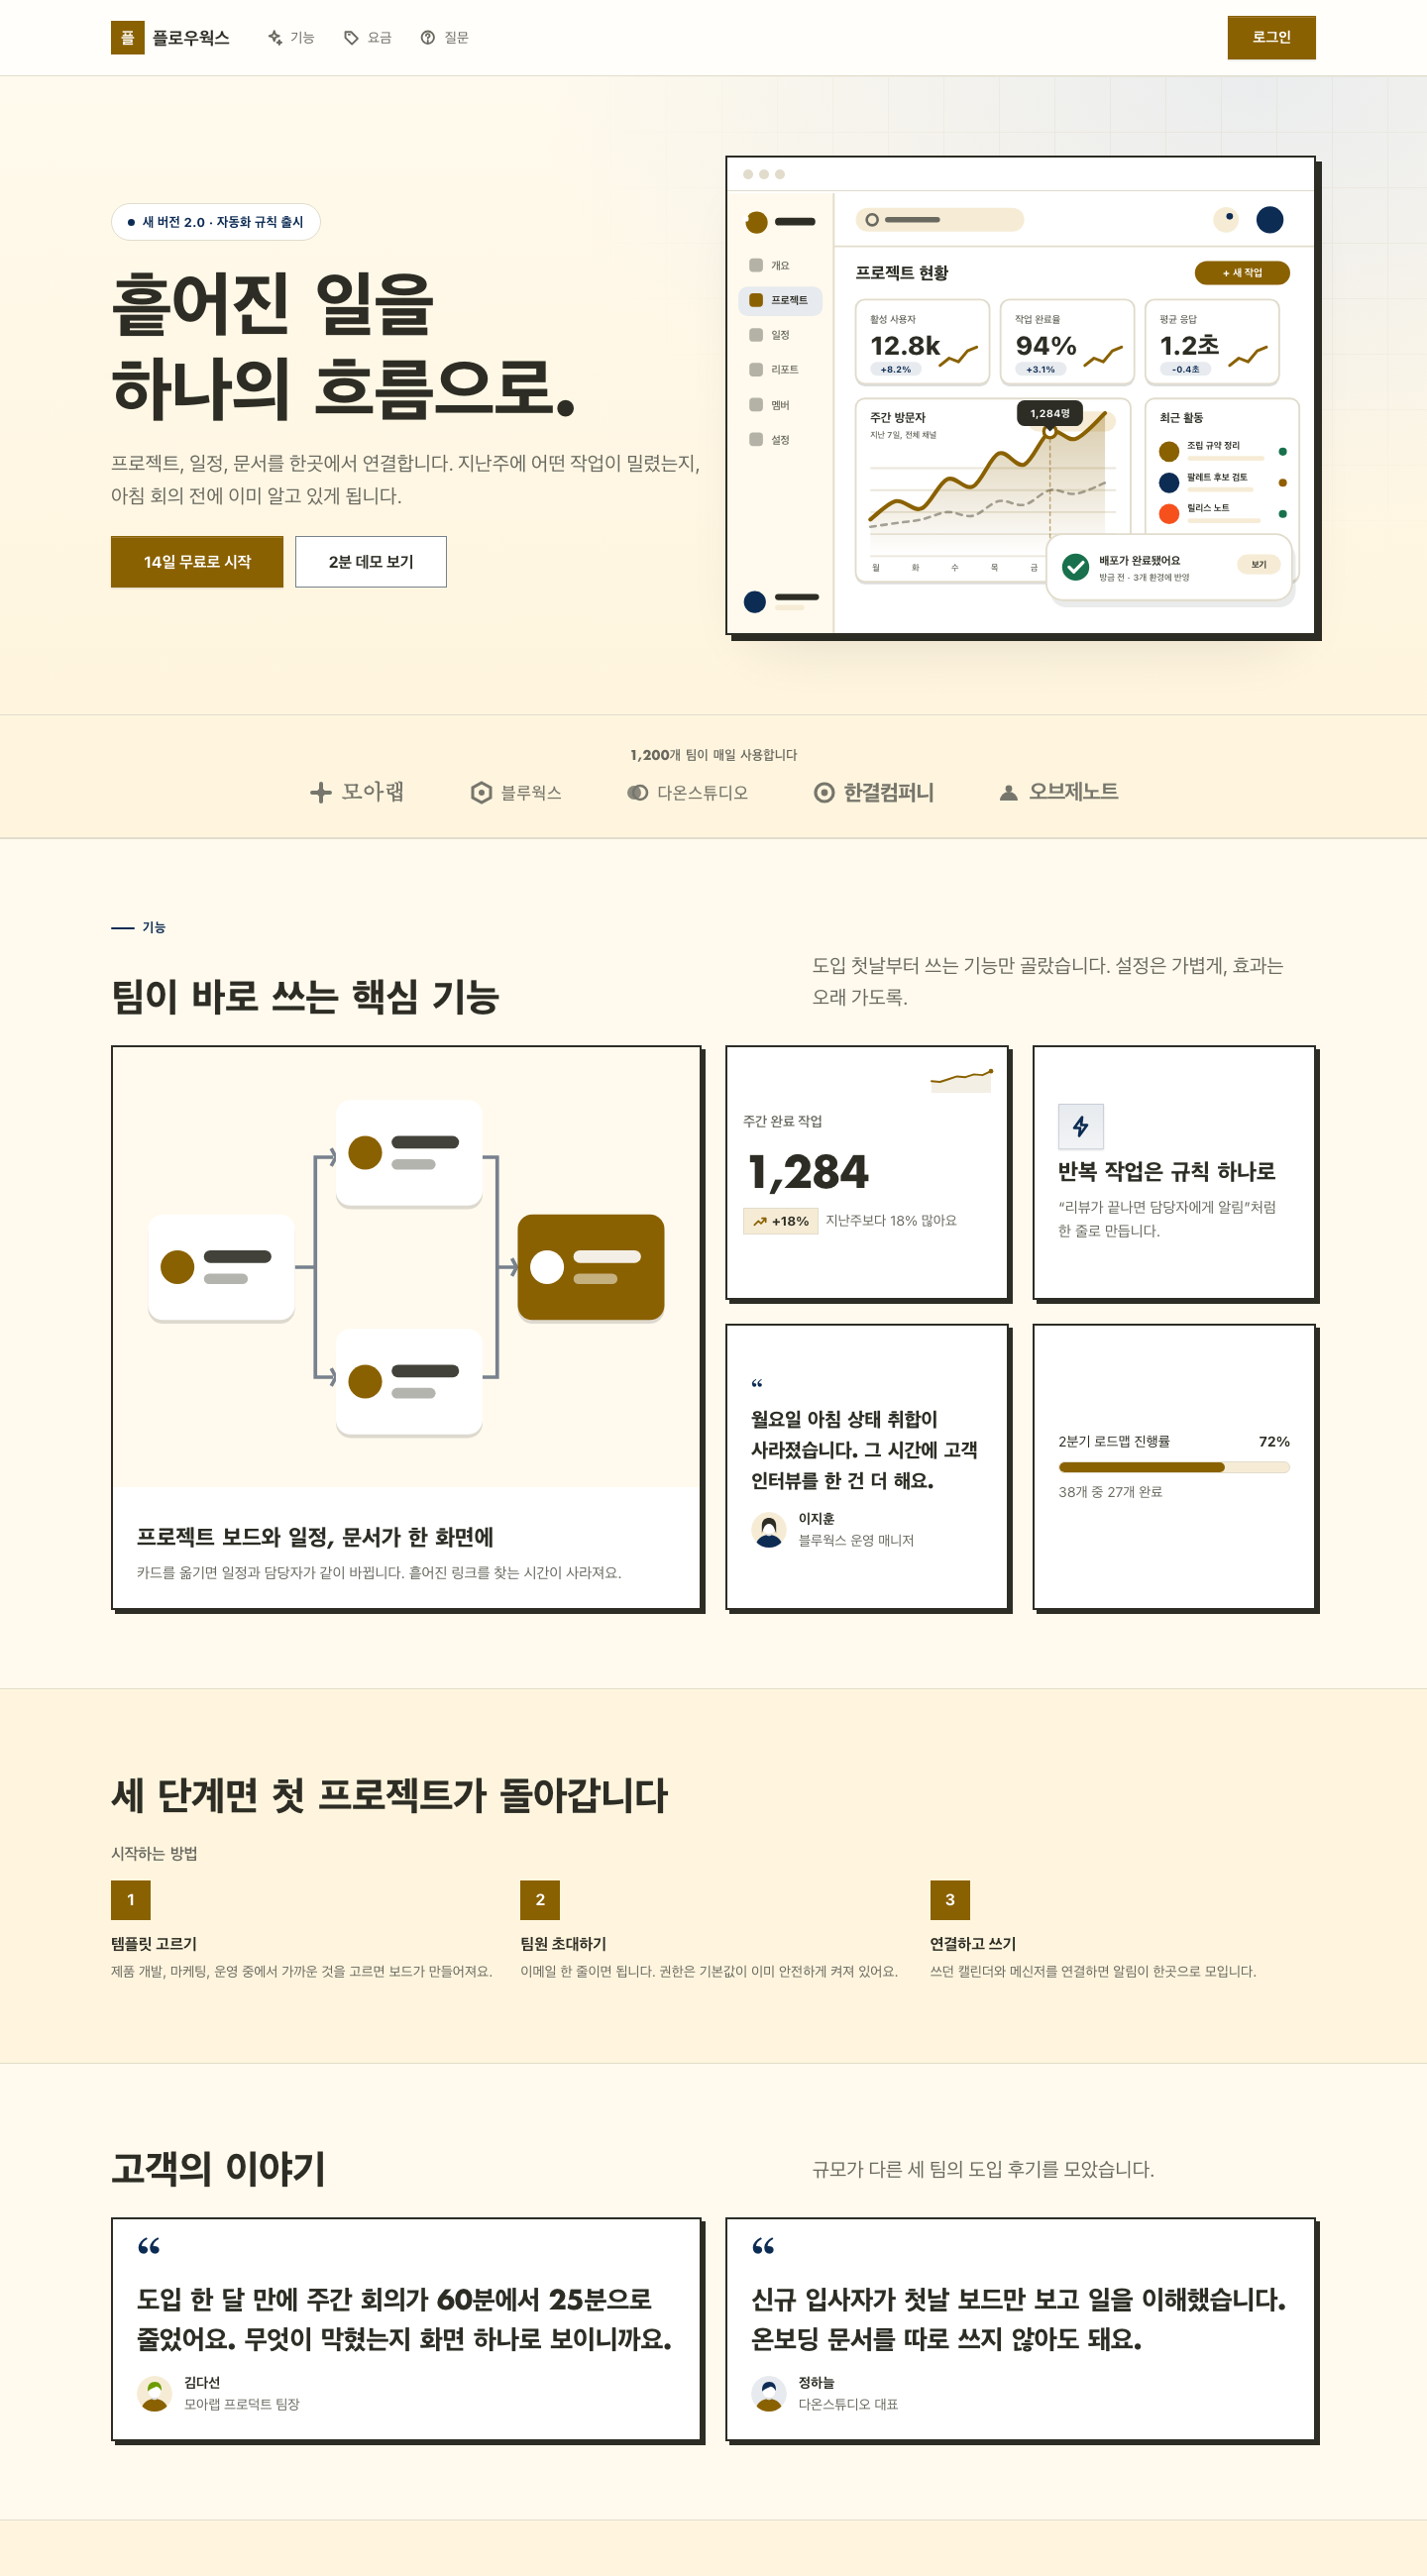 플 플로우웍스 기능 요금 질문 로그인
새 버전 2.0 · 자동화 규칙 출시
흩어진 일을
하나의 흐름으로.
프로젝트, 일정, 문서를 한곳에서 연결합니다. 지난주에 어떤 작업이 밀렸는지,
아침 회의 전에 이미 알고 있게 됩니다.
14일 무료로 시작 2분 데모 보기
개요
프로젝트
일정
리포트
멤버
설정
프로젝트 현황 + 새 작업
활성 사용자
12.8k
+8.2%
작업 완료율
94%
+3.1%
평균 응답
1.2초
-0.4초
주간 방문자
지난 7일, 전체 채널
1,284명
월 화 수 목 금
최근 활동
조립 규약 정리
팔레트 후보 검토
릴리스 노트
배포가 완료됐어요
방금 전 · 3개 환경에 반영
보기
1,200개 팀이 매일 사용합니다
모아랩 블루웍스 다온스튜디오 한결컴퍼니 오브제노트
기능
팀이 바로 쓰는 핵심 기능
도입 첫날부터 쓰는 기능만 골랐습니다. 설정은 가볍게, 효과는
오래 가도록.
프로젝트 보드와 일정, 문서가 한 화면에
카드를 옮기면 일정과 담당자가 같이 바뀝니다. 흩어진 링크를 찾는 시간이 사라져요.
주간 완료 작업
1,284
+18% 지난주보다 18% 많아요
반복 작업은 규칙 하나로
“리뷰가 끝나면 담당자에게 알림”처럼
한 줄로 만듭니다.
“
월요일 아침 상태 취합이
사라졌습니다. 그 시간에 고객
인터뷰를 한 건 더 해요.
이지훈
블루웍스 운영 매니저
2분기 로드맵 진행률 72%
38개 중 27개 완료
세 단계면 첫 프로젝트가 돌아갑니다
시작하는 방법
1
템플릿 고르기
제품 개발, 마케팅, 운영 중에서 가까운 것을 고르면 보드가 만들어져요.
2
팀원 초대하기
이메일 한 줄이면 됩니다. 권한은 기본값이 이미 안전하게 켜져 있어요.
3
연결하고 쓰기
쓰던 캘린더와 메신저를 연결하면 알림이 한곳으로 모입니다.
고객의 이야기
규모가 다른 세 팀의 도입 후기를 모았습니다.
“
도입 한 달 만에 주간 회의가 60분에서 25분으로
줄었어요. 무엇이 막혔는지 화면 하나로 보이니까요.
김다선
모아랩 프로덕트 팀장
“
신규 입사자가 첫날 보드만 보고 일을 이해했습니다.
온보딩 문서를 따로 쓰지 않아도 돼요.
정하늘
다온스튜디오 대표